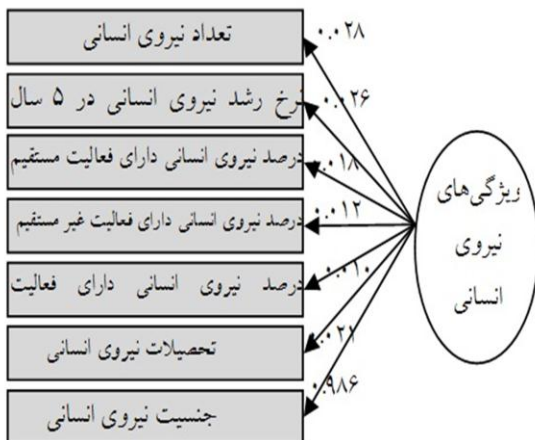 تعداد نیروی انسانی
۰.۰۲۸
نرخ رشد نیروی انسانی در ۵ سال
۰.۰۲۶
درصد نیروی انسانی دارای فعالیت مستقیم
۰.۰۱۸
درصد نیروی انسانی دارای فعالیت غیر مستقیم
۰.۰۱۲
درصد نیروی انسانی دارای فعالیت
۰.۰۱۰
تحصیلات نیروی انسانی
۰.۰۲۱
جنسیت نیروی انسانی
۰.۹۸۶
ویژگی‌های
نیروی
انسانی